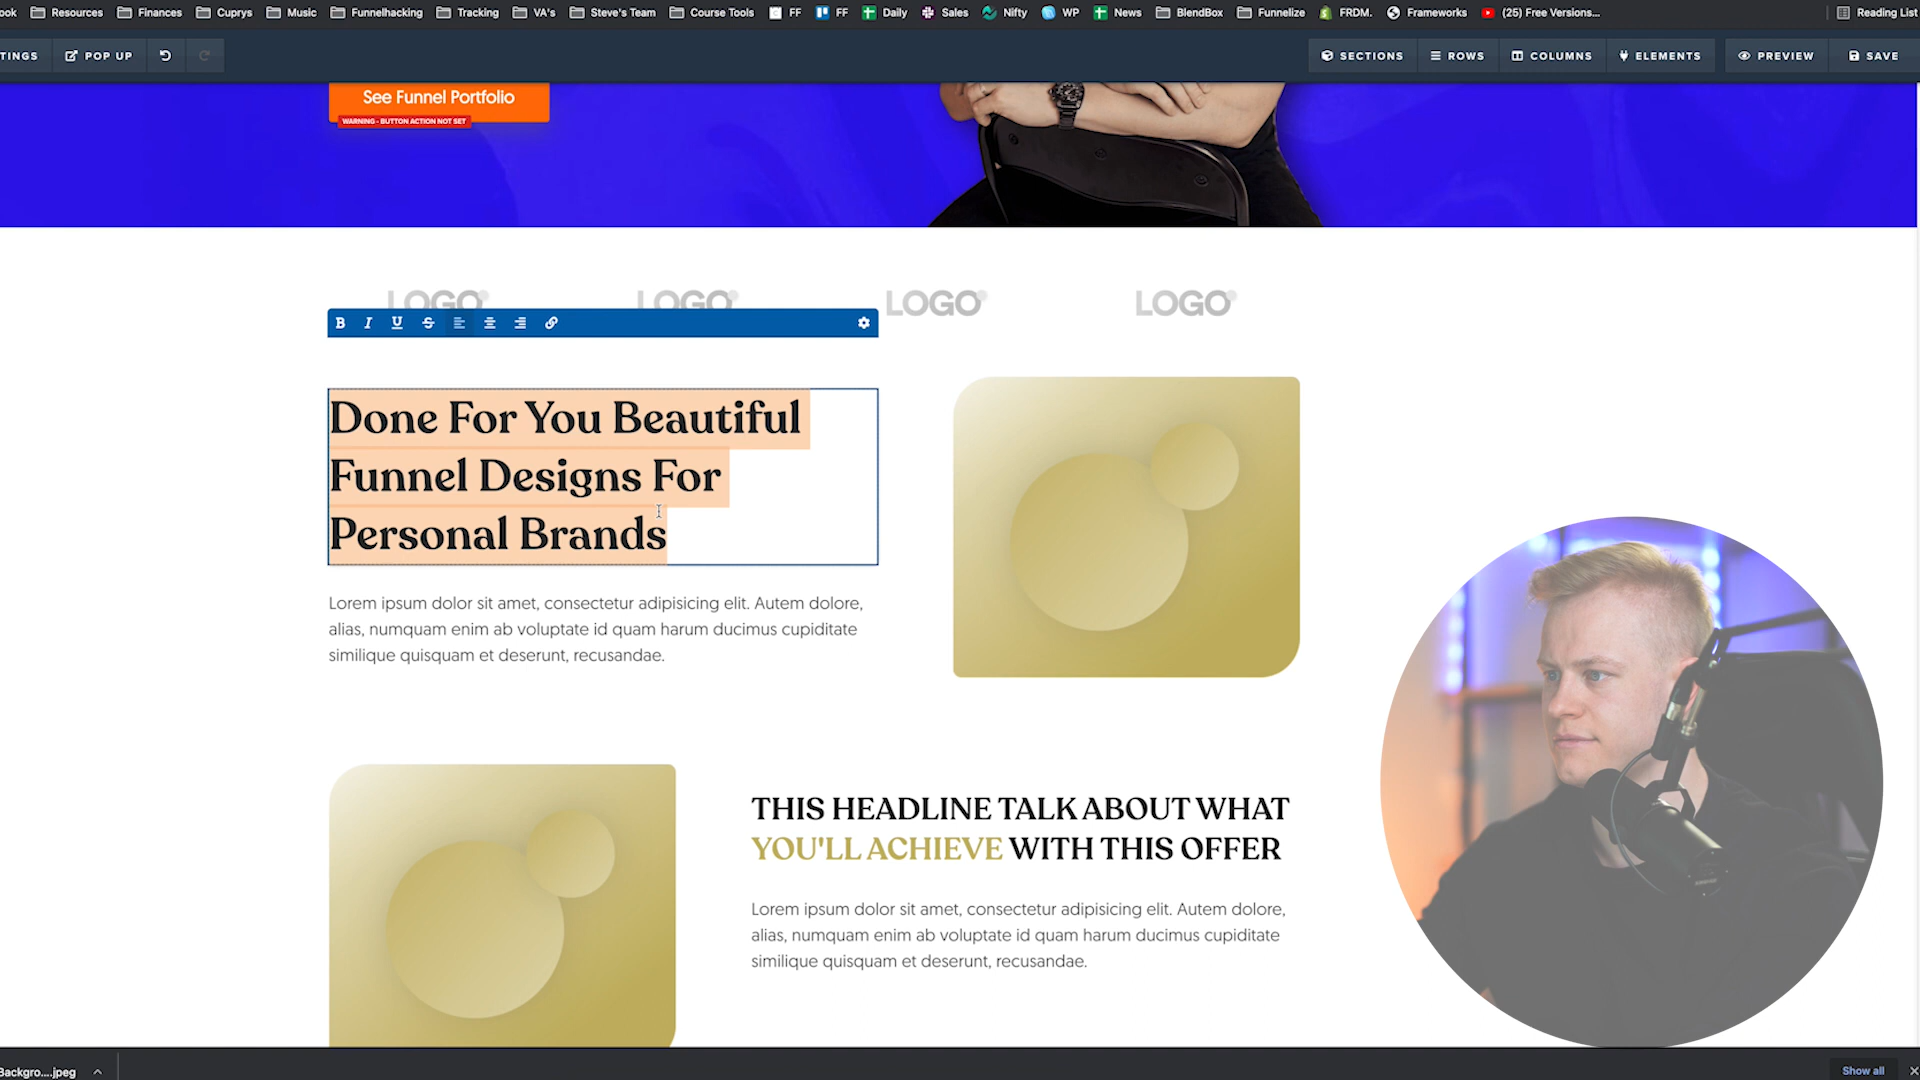 ook Resources Finances Cuprys Music Funnelhacking Tracking VA's Steve's Team Course Tools FF FF Daily Sales Nifty WP News BlendBox Funnelize FRDM. Frameworks (25) Free Versions... Reading List
TINGS POP UP SECTIONS ROWS COLUMNS ELEMENTS PREVIEW SAVE
See Funnel Portfolio
WARNING - BUTTON ACTION NOT SET
LOGO LOGO LOGO LOGO
B I U S
Done For You Beautiful
Funnel Designs For
Personal Brands
Lorem ipsum dolor sit amet, consectetur adipisicing elit. Autem dolore,
alias, numquam enim ab voluptate id quam harum ducimus cupiditate
similique quisquam et deserunt, recusandae.
THIS HEADLINE TALK ABOUT WHAT
YOU'LL ACHIEVE WITH THIS OFFER
Lorem ipsum dolor sit amet, consectetur adipisicing elit. Autem dolore,
alias, numquam enim ab voluptate id quam harum ducimus cupiditate
similique quisquam et deserunt, recusandae.
Backgro....jpeg Show all